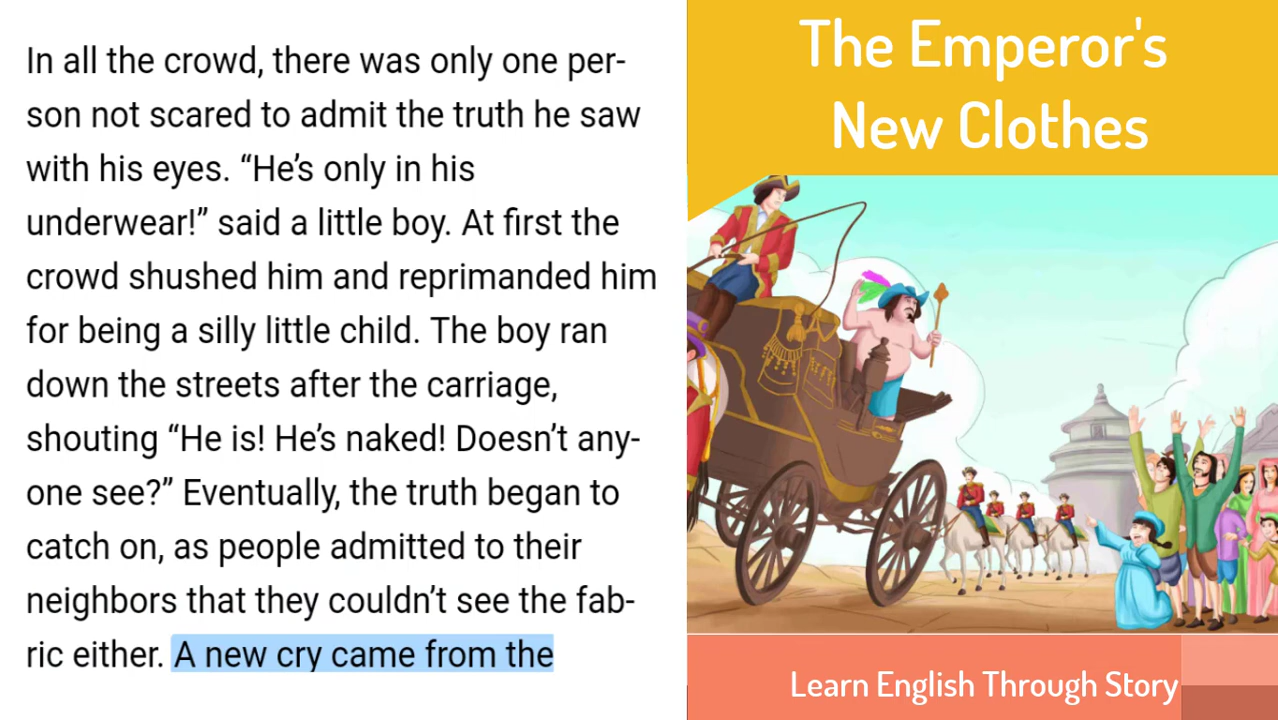 In all the crowd, there was only one per-
son not scared to admit the truth he saw
with his eyes. “He’s only in his
underwear!” said a little boy. At first the
crowd shushed him and reprimanded him
for being a silly little child. The boy ran
down the streets after the carriage,
shouting “He is! He’s naked! Doesn’t any-
one see?” Eventually, the truth began to
catch on, as people admitted to their
neighbors that they couldn’t see the fab-
ric either. A new cry came from the
The Emperor's
New Clothes
Learn English Through Story